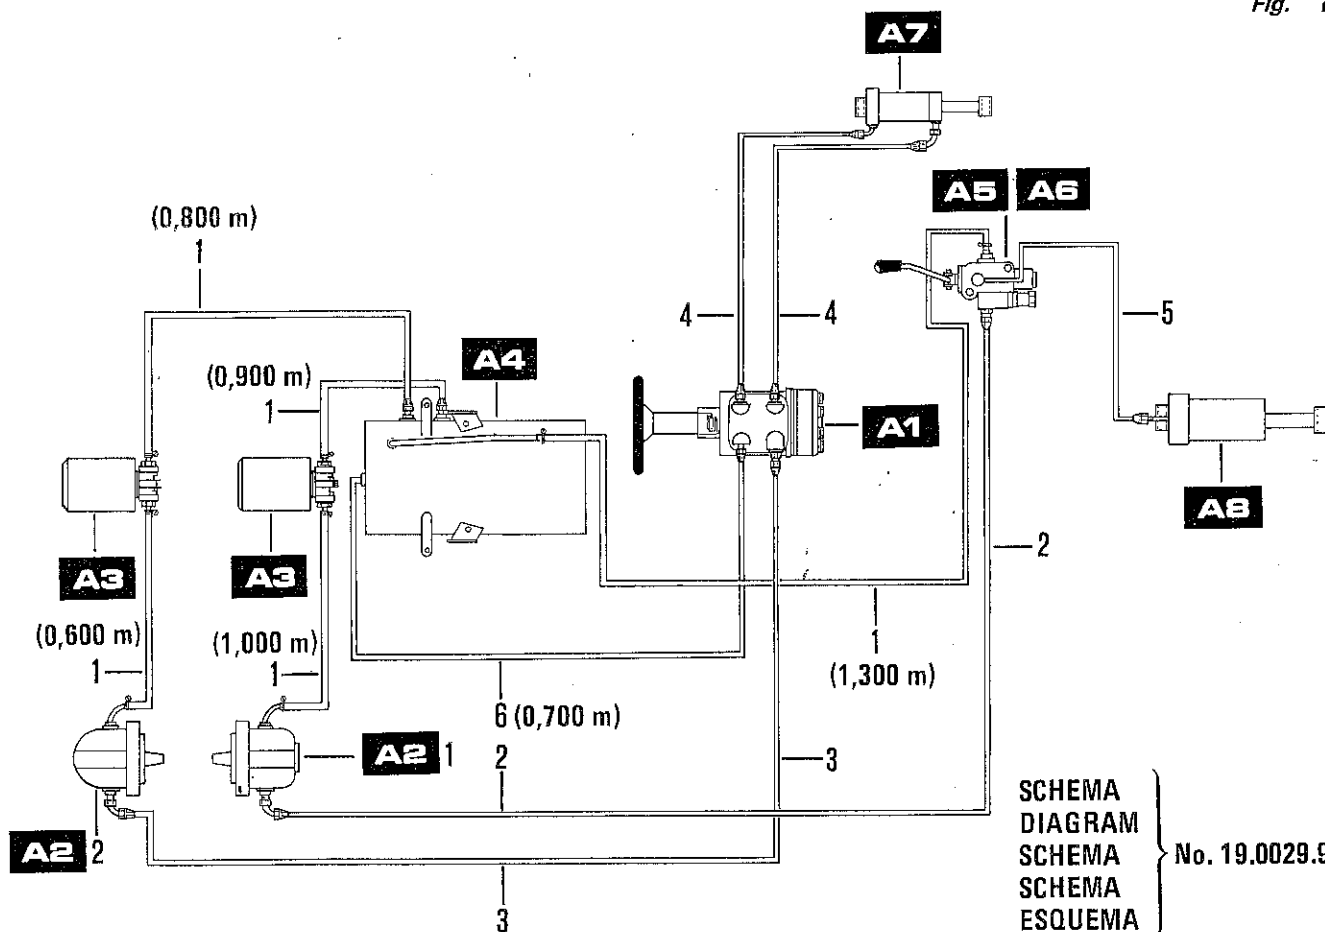 Fig.
A7
A5 A6
(0,800 m)
1
4
4
5
A4
(0,900 m)
1
A1
A8
A3
A3
2
(0,600 m)
1
(1,000 m)
1
1
(1,300 m)
6 (0,700 m)
A2 1
2
3
A2 2
3
SCHEMA
DIAGRAM
SCHEMA
SCHEMA
ESQUEMA
No. 19.0029.9